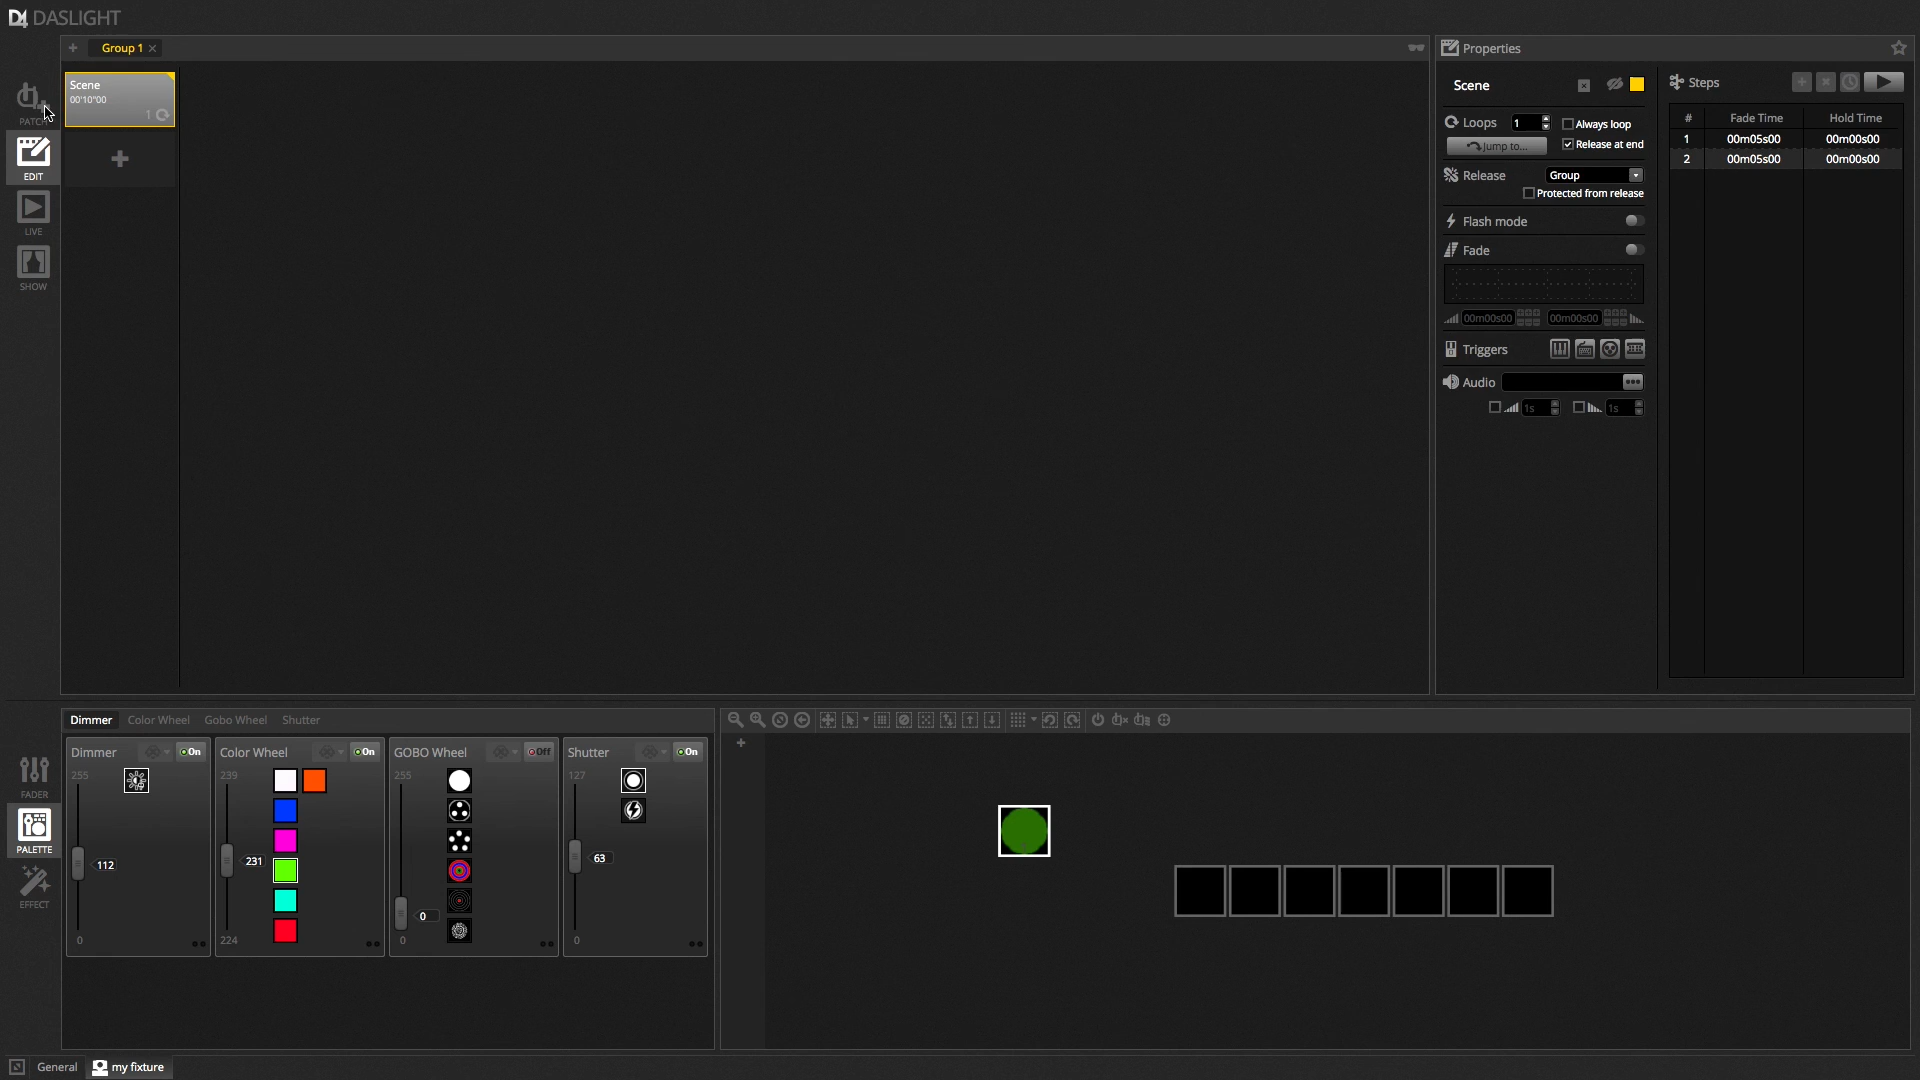 DASLIGHT
Group 1
Properties
Scene
00'10"00
1
PATCH
EDIT
LIVE
SHOW
Scene
Loops 1 Always loop
Jump to... Release at end
Release Group
Protected from release
Flash mode
Fade
00m00s00 00m00s00
Triggers
Audio
1s 1s
Steps
# Fade Time Hold Time
1 00m05s00 00m00s00
2 00m05s00 00m00s00
FADER
PALETTE
EFFECT
Dimmer Color Wheel Gobo Wheel Shutter
Dimmer On
255
112
0
Color Wheel On
239
231
224
GOBO Wheel Off
255
0
0
Shutter On
127
63
0
General my fixture